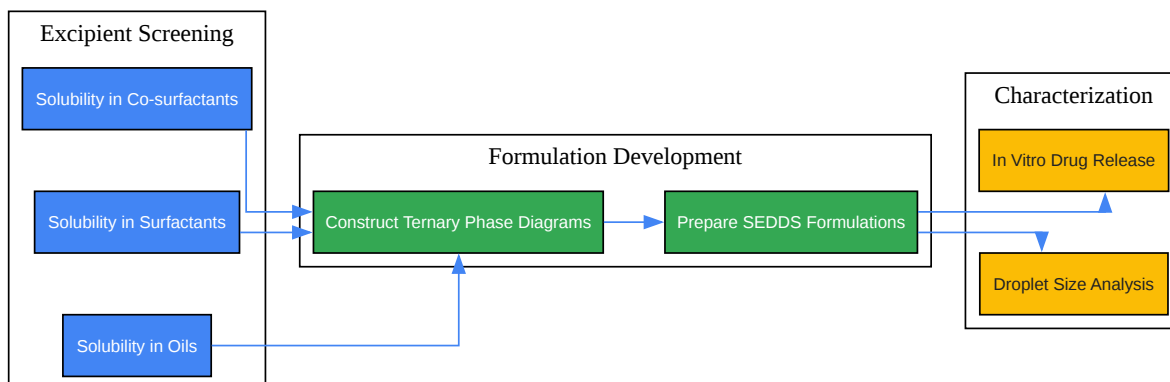 Excipient Screening
Solubility in Co-surfactants
Solubility in Surfactants
Solubility in Oils
Formulation Development
Construct Ternary Phase Diagrams
Prepare SEDDS Formulations
Characterization
In Vitro Drug Release
Droplet Size Analysis